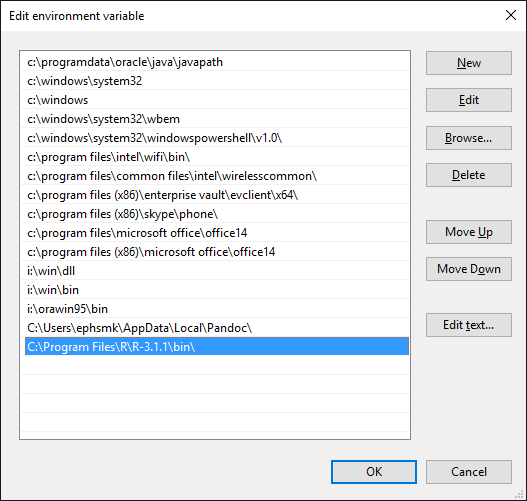 Edit environment variable
c:\programdata\oracle\java\javapath
c:\windows\system32
c:\windows
c:\windows\system32\wbem
c:\windows\system32\windowspowershell\v1.0\
c:\program files\intel\wifi\bin\
c:\program files\common files\intel\wirelesscommon\
c:\program files (x86)\enterprise vault\evclient\x64\
c:\program files (x86)\skype\phone\
c:\program files\microsoft office\office14
c:\program files (x86)\microsoft office\office14
i:\win\dll
i:\win\bin
i:\orawin95\bin
C:\Users\ephsmk\AppData\Local\Pandoc\
C:\Program Files\R\R-3.1.1\bin\
New
Edit
Browse...
Delete
Move Up
Move Down
Edit text...
OK
Cancel